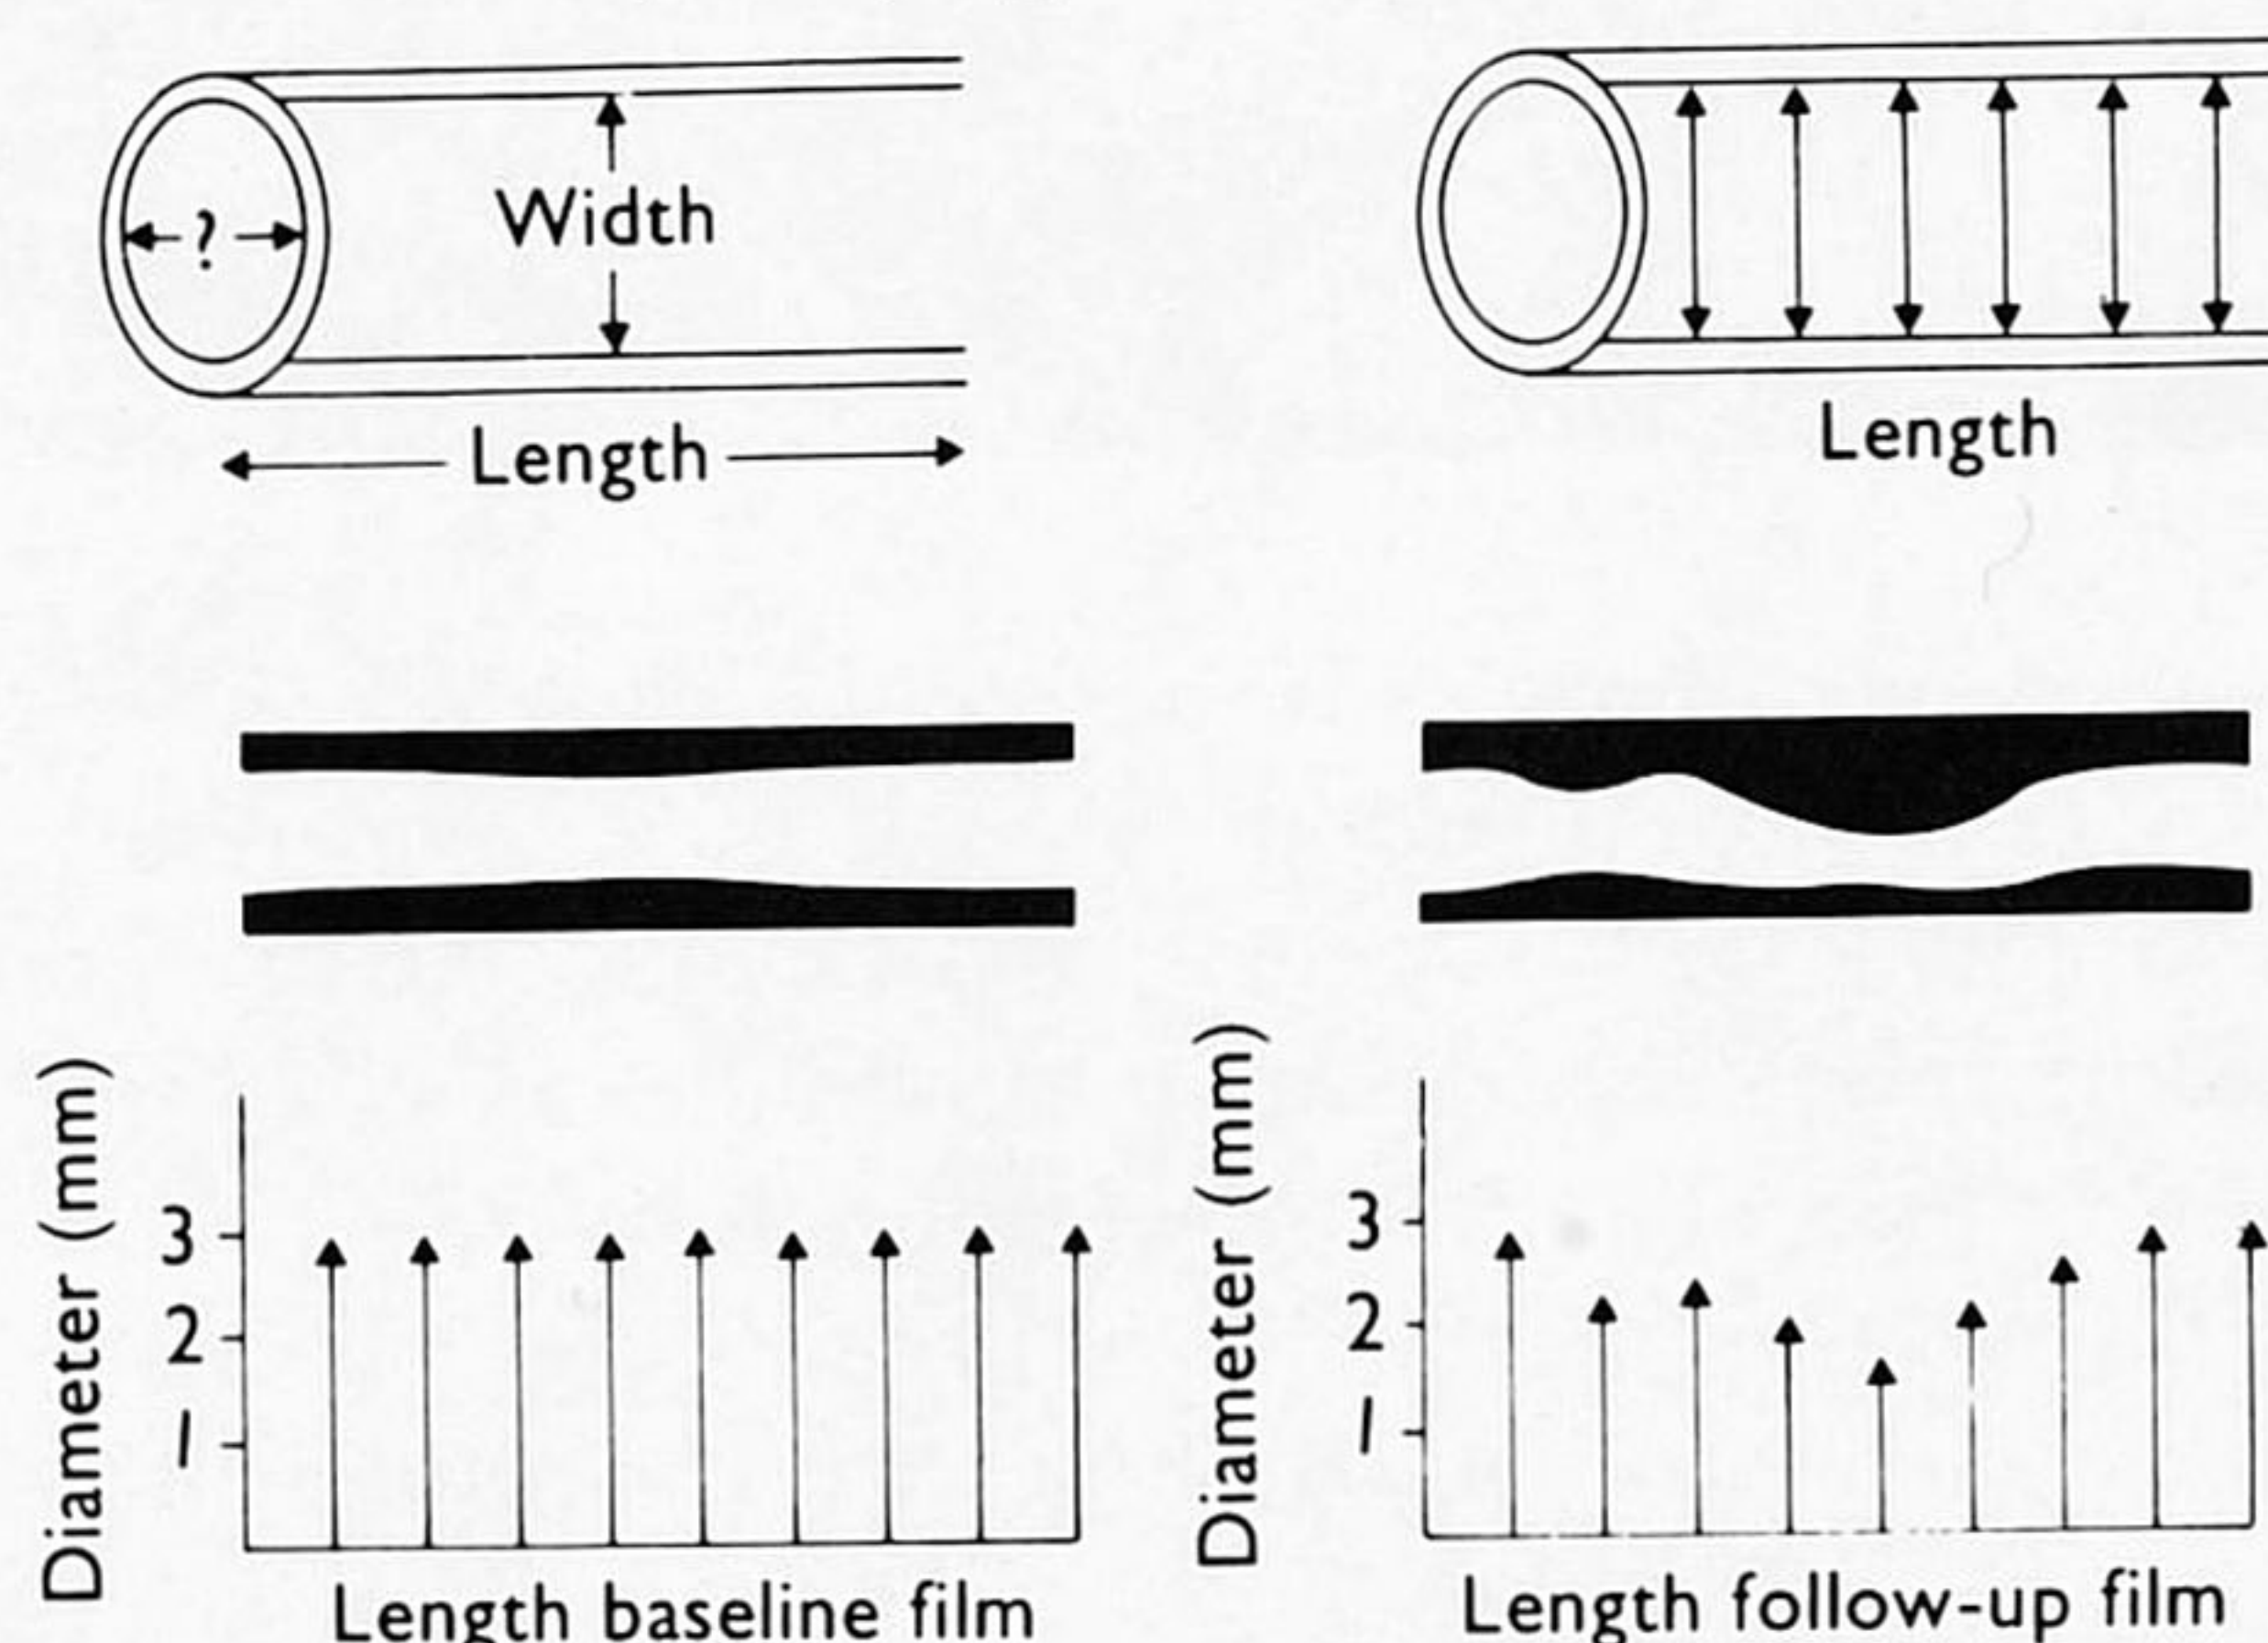 ?
Width
Length
Length
Diameter (mm)
3
2
1
Length baseline film
Diameter (mm)
3
2
1
Length follow-up film